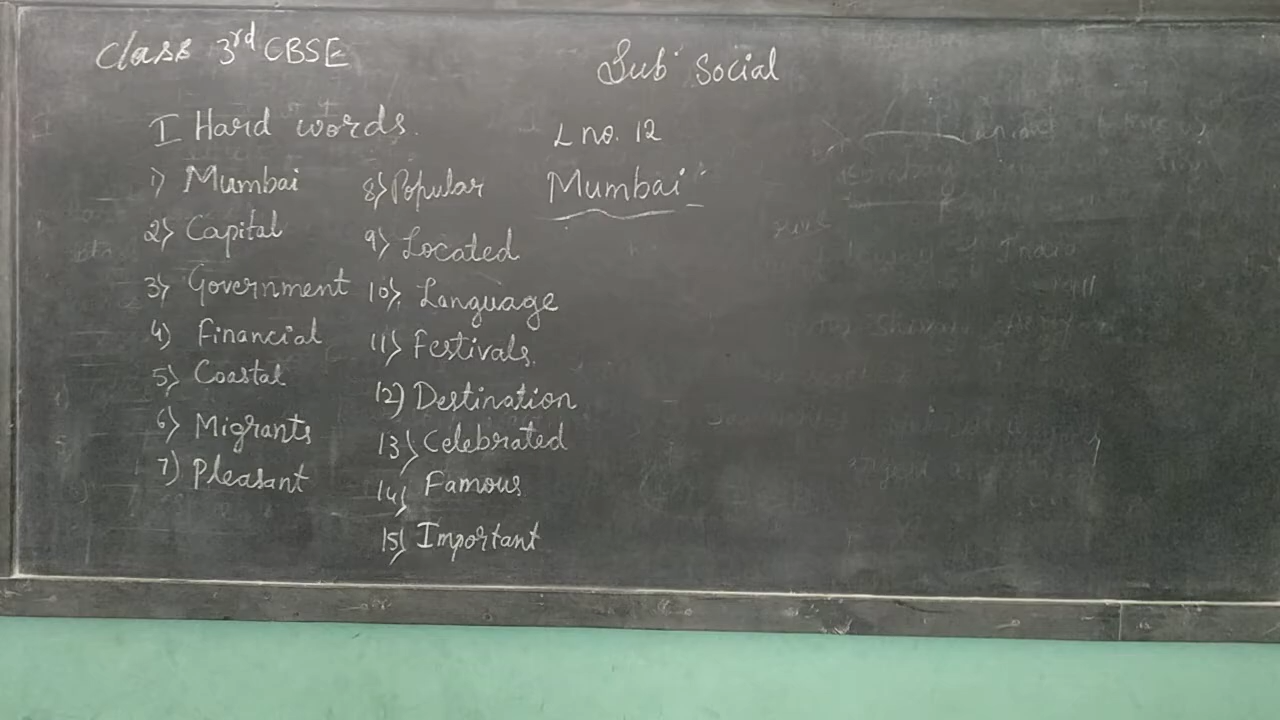 Class 3rd CBSE
Sub: Social
I Hard words.
L no. 12
Mumbai:
1) Mumbai
2) Capital
3) Government
4) Financial
5) Coastal
6) Migrants
7) Pleasant
8) Popular
9) Located
10) Language
11) Festivals.
12) Destination
13) Celebrated
14) Famous
15) Important
India